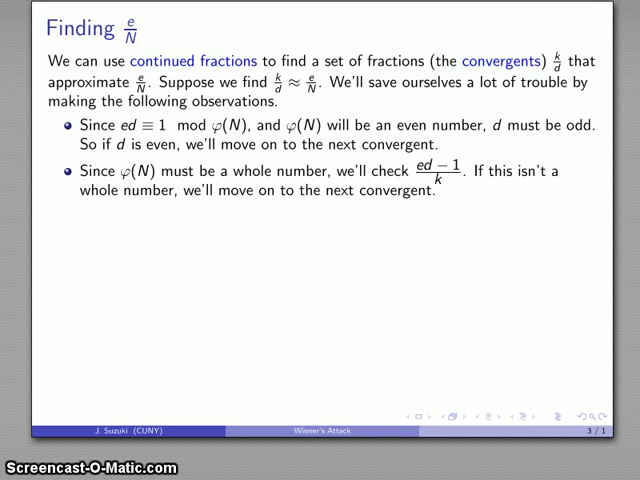 Finding e/N
We can use continued fractions to find a set of fractions (the convergents) k/d that
approximate e/N. Suppose we find k/d ≈ e/N. We'll save ourselves a lot of trouble by
making the following observations.
Since ed ≡ 1 mod φ(N), and φ(N) will be an even number, d must be odd.
So if d is even, we'll move on to the next convergent.
Since φ(N) must be a whole number, we'll check (ed − 1)/k. If this isn't a
whole number, we'll move on to the next convergent.
J. Suzuki (CUNY) Wiener's Attack 3 / 1
Screencast-O-Matic.com